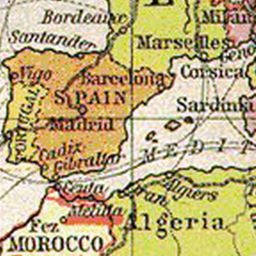 E
Bordeaux
Milan
Santander
Marseilles
Geno
Vigo
Barcelona
Corsica
PORTUGAL
SPAIN
Sardinia
Madrid
Cadiz
Gibraltar
MEDIT
Ceuta
Oran
Algiers
Melilla
Algeria
Fez
MOROCCO